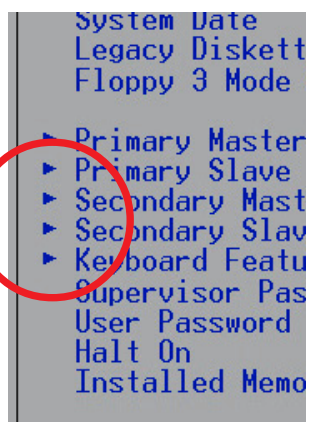 System Date
Legacy Diskett
Floppy 3 Mode
Primary Master
Primary Slave
Secondary Mast
Secondary Slav
Keyboard Featu
Supervisor Pas
User Password
Halt On
Installed Memo